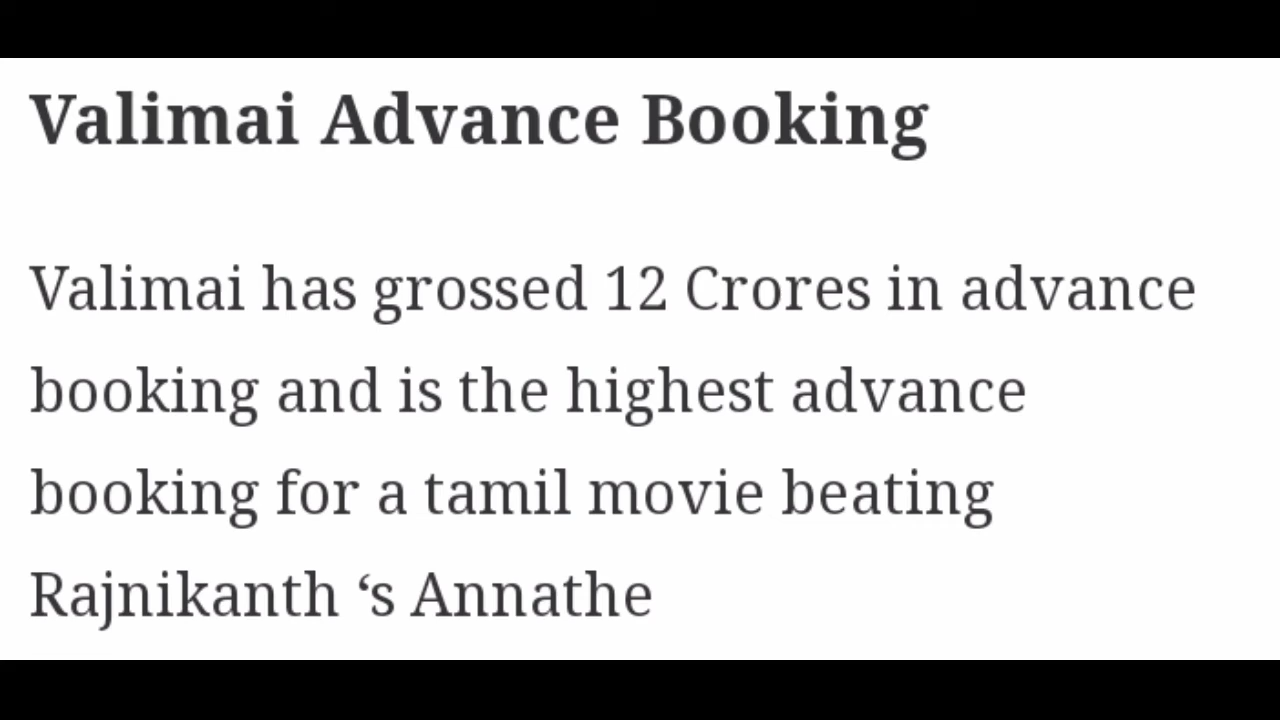 Valimai Advance Booking
Valimai has grossed 12 Crores in advance
booking and is the highest advance
booking for a tamil movie beating
Rajnikanth ‘s Annathe